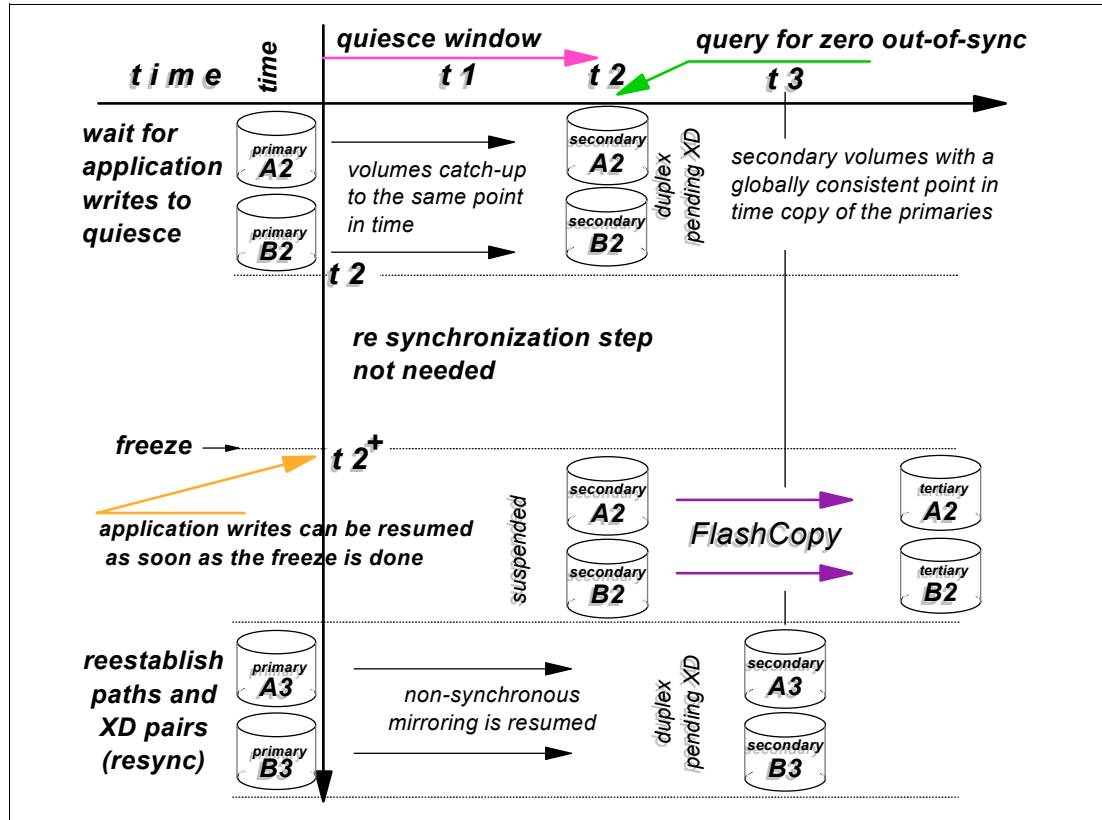 quiesce window
query for zero out-of-sync
time
time
t1
t2
t3
wait for
application
writes to
quiesce
primary
A2
primary
B2
volumes catch-up
to the same point
in time
secondary
A2
secondary
B2
duplex
pending XD
secondary volumes with a
globally consistent point in
time copy of the primaries
t2
re synchronization step
not needed
freeze
t2+
application writes can be resumed
as soon as the freeze is done
suspended
secondary
A2
secondary
B2
FlashCopy
tertiary
A2
tertiary
B2
reestablish
paths and
XD pairs
(resync)
primary
A3
primary
B3
non-synchronous
mirroring is resumed
duplex
pending XD
secondary
A3
secondary
B3